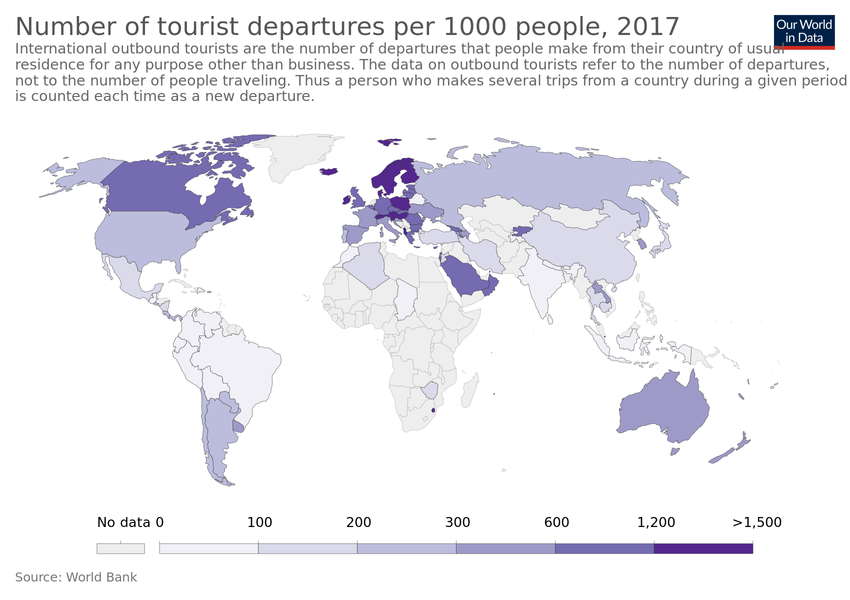 Number of tourist departures per 1000 people, 2017
Our World
in Data
International outbound tourists are the number of departures that people make from their country of usual
residence for any purpose other than business. The data on outbound tourists refer to the number of departures,
not to the number of people traveling. Thus a person who makes several trips from a country during a given period
is counted each time as a new departure.
No data 0 100 200 300 600 1,200 >1,500
Source: World Bank